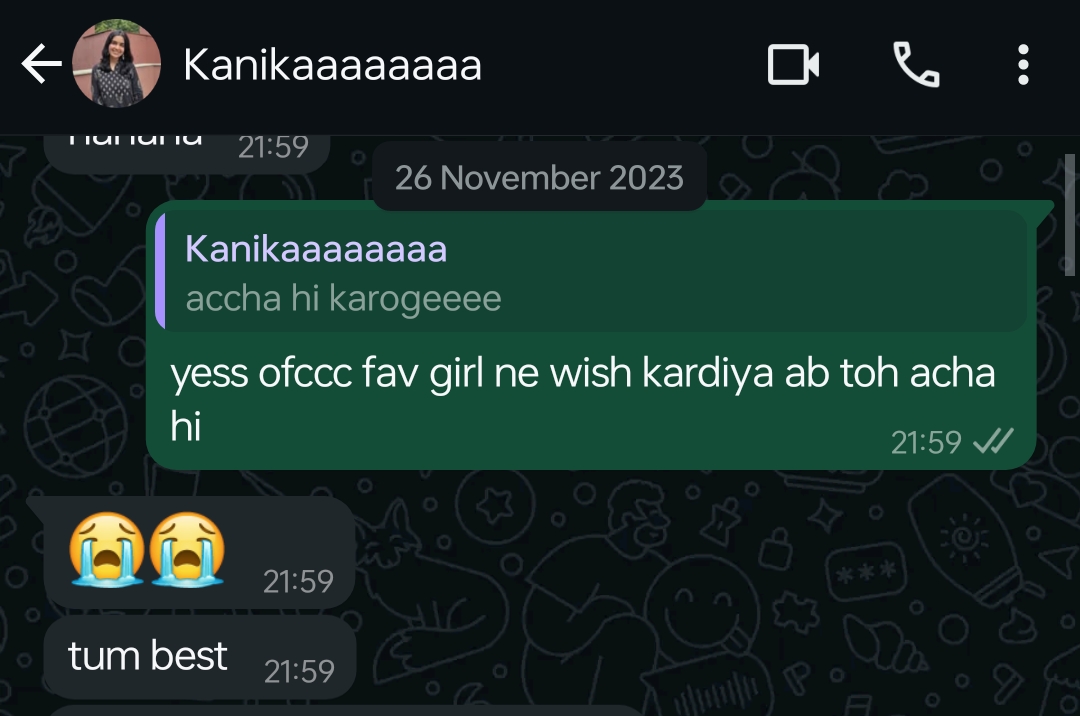 Kanikaaaaaaaa
21:59
26 November 2023
Kanikaaaaaaaa
accha hi karogeeee
yess ofccc fav girl ne wish kardiya ab toh acha
hi
21:59
😭😭 21:59
tum best 21:59